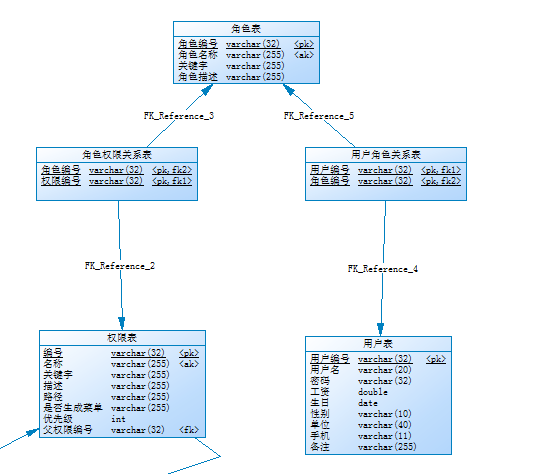 角色表
角色编号 varchar(32) <pk>
角色名称 varchar(255) <ak>
关键字 varchar(255)
角色描述 varchar(255)
FK_Reference_3
FK_Reference_5
角色权限关系表
角色编号 varchar(32) <pk,fk2>
权限编号 varchar(32) <pk,fk1>
用户角色关系表
用户编号 varchar(32) <pk,fk1>
角色编号 varchar(32) <pk,fk2>
FK_Reference_2
FK_Reference_4
权限表
编号 varchar(32) <pk>
名称 varchar(255) <ak>
关键字 varchar(255)
描述 varchar(255)
路径 varchar(255)
是否生成菜单 varchar(255)
优先级 int
父权限编号 varchar(32) <fk>
用户表
用户编号 varchar(32) <pk>
用户名 varchar(20)
密码 varchar(32)
工资 double
生日 date
性别 varchar(10)
单位 varchar(40)
手机 varchar(11)
备注 varchar(255)